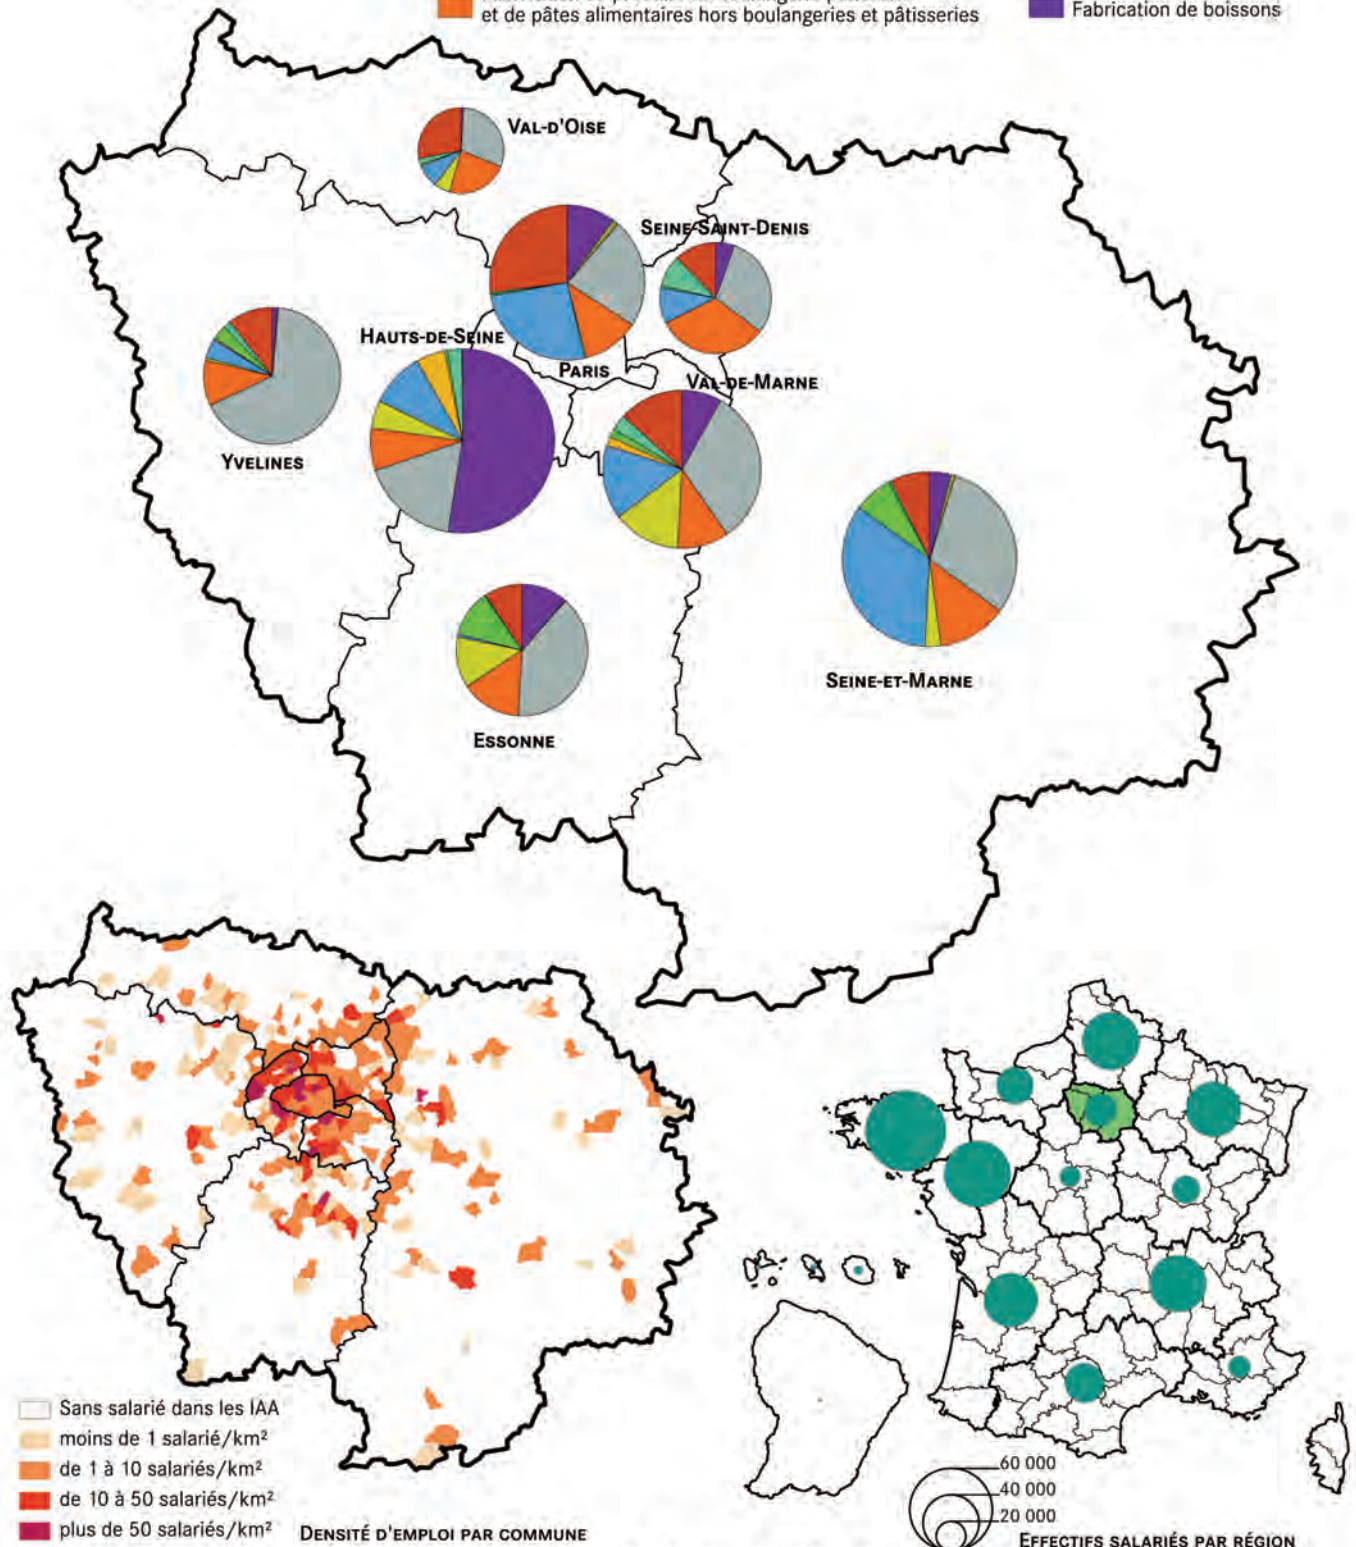 et de pâtes alimentaires hors boulangeries et pâtisseries
Fabrication de boissons
VAL-D'OISE
SEINE-SAINT-DENIS
HAUTS-DE-SEINE
PARIS
VAL-DE-MARNE
YVELINES
SEINE-ET-MARNE
ESSONNE
Sans salarié dans les IAA
moins de 1 salarié/km²
de 1 à 10 salariés/km²
de 10 à 50 salariés/km²
plus de 50 salariés/km²
DENSITÉ D'EMPLOI PAR COMMUNE
60 000
40 000
20 000
EFFECTIFS SALARIÉS PAR RÉGION